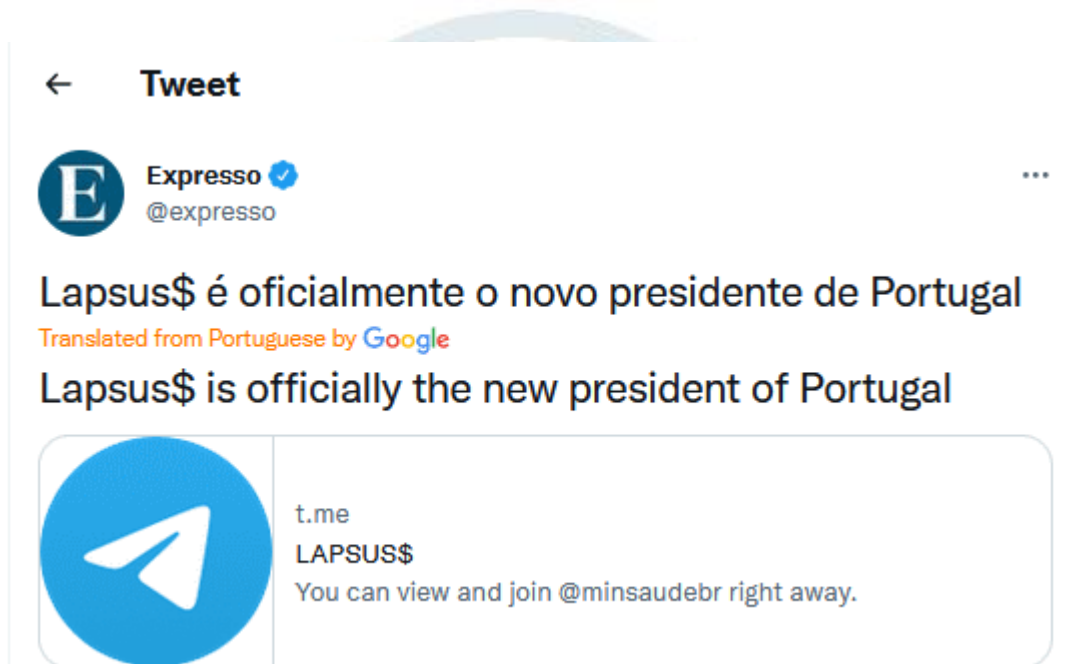 Tweet
E
Expresso
@expresso
Lapsus$ é oficialmente o novo presidente de Portugal
Translated from Portuguese by Google
Lapsus$ is officially the new president of Portugal
t.me
LAPSUS$
You can view and join @minsaudebr right away.